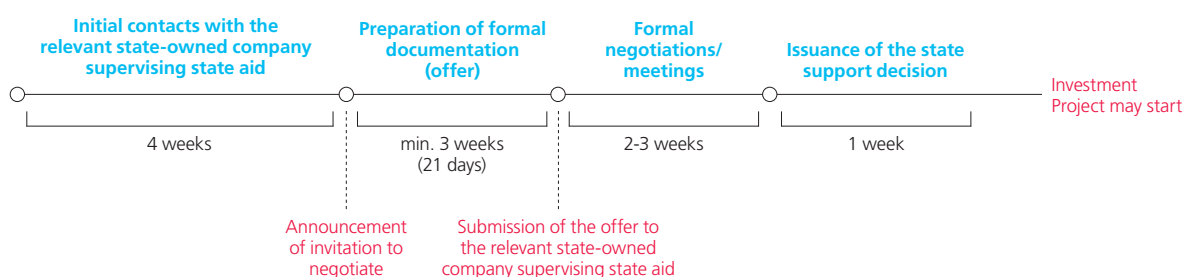 Initial contacts with the
relevant state-owned company
supervising state aid
Preparation of formal
documentation
(offer)
Formal
negotiations/
meetings
Issuance of the state
support decision
Investment
Project may start
4 weeks
min. 3 weeks
(21 days)
2-3 weeks
1 week
Announcement
of invitation to
negotiate
Submission of the offer to
the relevant state-owned
company supervising state aid